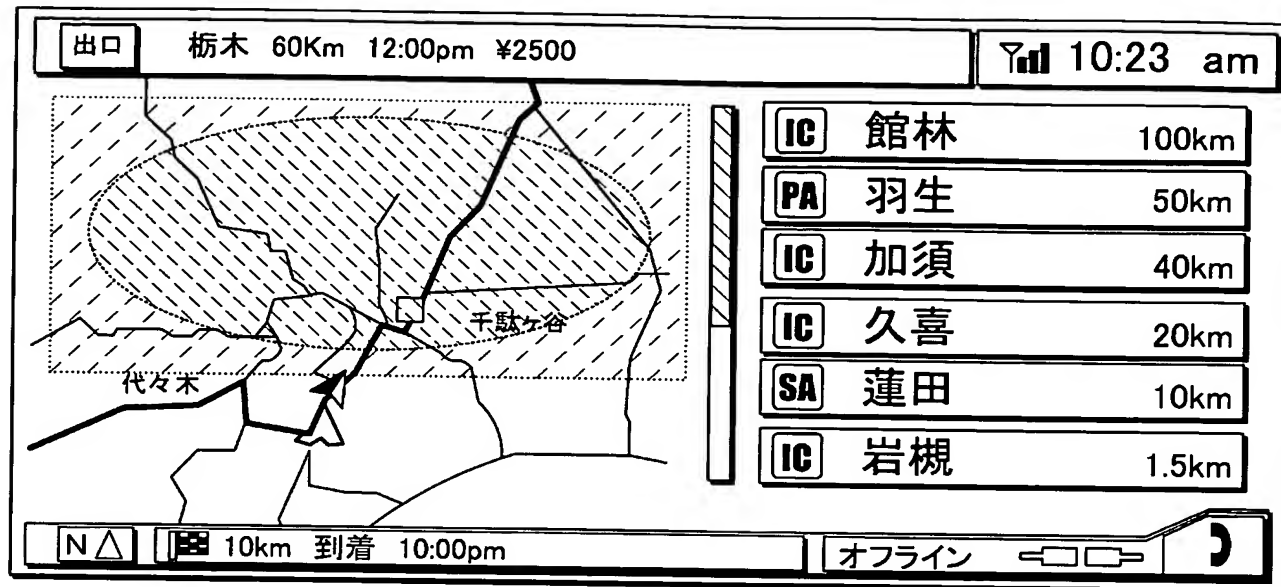 出口 栃木 60Km 12:00pm ¥2500
10:23 am
IC 館林 100km
PA 羽生 50km
IC 加須 40km
IC 久喜 20km
SA 蓮田 10km
IC 岩槻 1.5km
千駄ヶ谷
代々木
N 10km 到着 10:00pm
オフライン